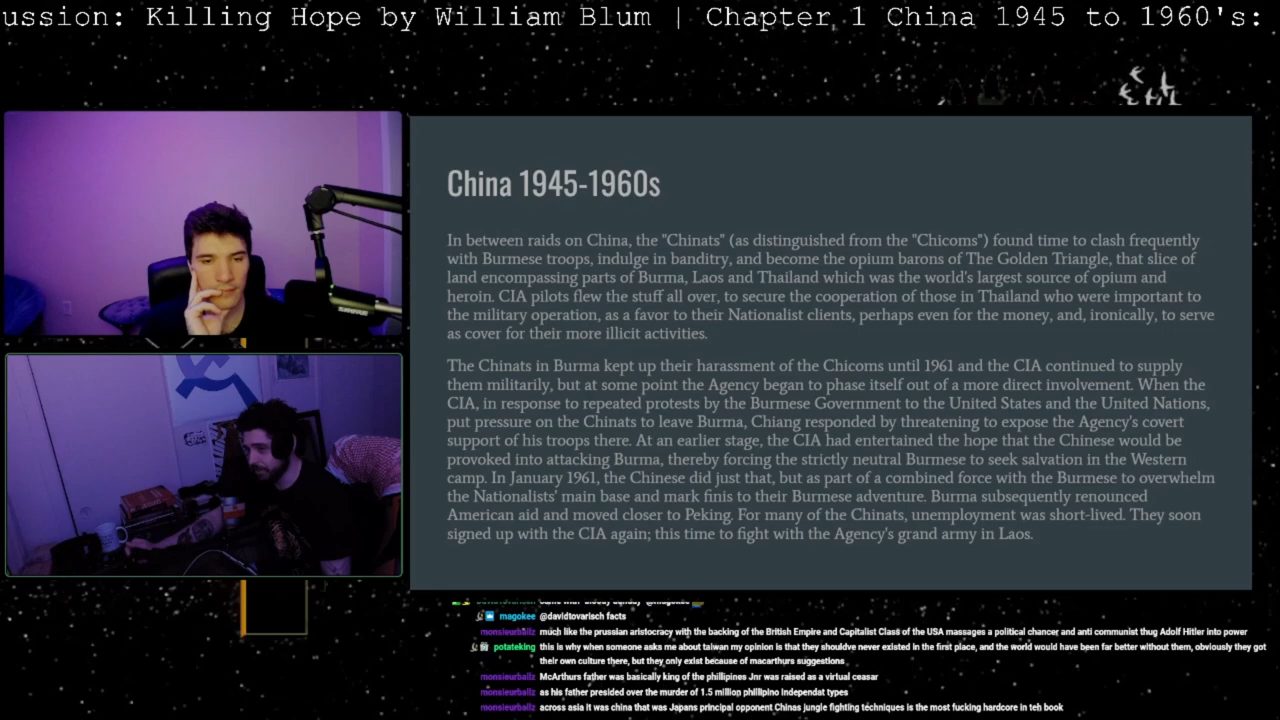 ussion: Killing Hope by William Blum | Chapter 1 China 1945 to 1960's:
China 1945-1960s
In between raids on China, the "Chinats" (as distinguished from the "Chicoms") found time to clash frequently
with Burmese troops, indulge in banditry, and become the opium barons of The Golden Triangle, that slice of
land encompassing parts of Burma, Laos and Thailand which was the world's largest source of opium and
heroin. CIA pilots flew the stuff all over, to secure the cooperation of those in Thailand who were important to
the military operation, as a favor to their Nationalist clients, perhaps even for the money, and, ironically, to serve
as cover for their more illicit activities.
The Chinats in Burma kept up their harassment of the Chicoms until 1961 and the CIA continued to supply
them militarily, but at some point the Agency began to phase itself out of a more direct involvement. When the
CIA, in response to repeated protests by the Burmese Government to the United States and the United Nations,
put pressure on the Chinats to leave Burma, Chiang responded by threatening to expose the Agency's covert
support of his troops there. At an earlier stage, the CIA had entertained the hope that the Chinese would be
provoked into attacking Burma, thereby forcing the strictly neutral Burmese to seek salvation in the Western
camp. In January 1961, the Chinese did just that, but as part of a combined force with the Burmese to overwhelm
the Nationalists' main base and mark finis to their Burmese adventure. Burma subsequently renounced
American aid and moved closer to Peking. For many of the Chinats, unemployment was short-lived. They soon
signed up with the CIA again; this time to fight with the Agency's grand army in Laos.
magokee @davidtovarisch facts
monsieurballz much like the prussian aristocracy with the backing of the British Empire and Capitalist Class of the USA massages a political chancer and anti communist thug Adolf Hitler into power
potateking this is why when someone asks me about taiwan my opinion is that they shouldve never existed in the first place, and the world would have been far better without them, obviously they got
their own culture there, but they only exist because of macarthurs suggestions
monsieurballz McArthurs father was basically king of the phillipines Jnr was raised as a virtual ceasar
monsieurballz as his father presided over the murder of 1.5 million phillipino independat types
monsieurballz across asia it was china that was Japans principal opponent Chinas jungle fighting techniques is the most fucking hardcore in teh book